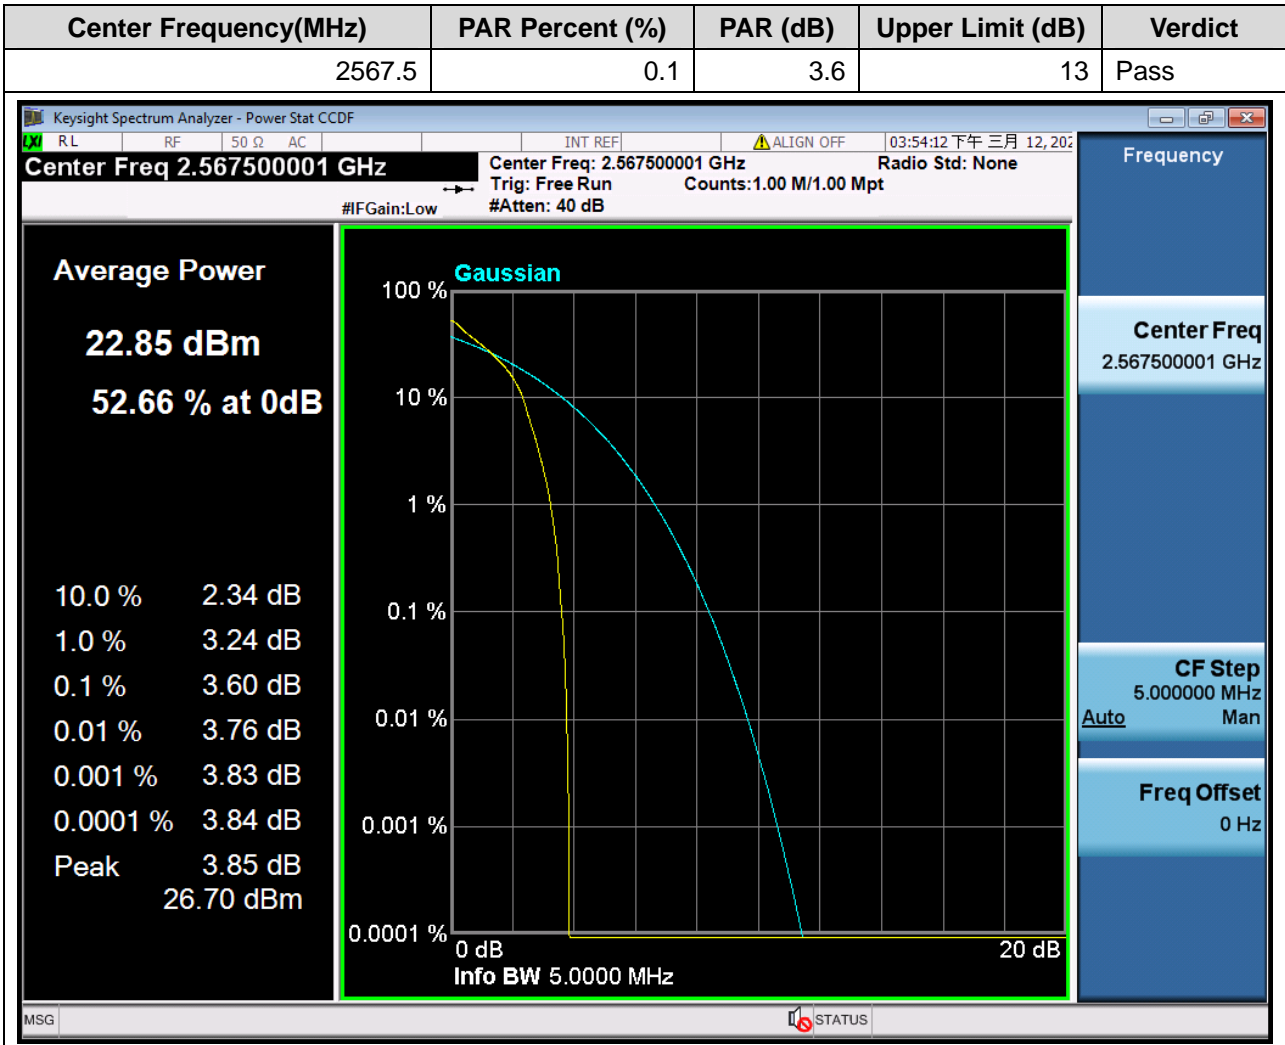 Center Frequency(MHz) PAR Percent (%) PAR (dB) Upper Limit (dB) Verdict
2567.5 0.1 3.6 13 Pass
Keysight Spectrum Analyzer - Power Stat CCDF
LXI RL RF 50 Ω AC INT REF ALIGN OFF 03:54:12 下午 三月 12, 202
Center Freq 2.567500001 GHz
Center Freq: 2.567500001 GHz Radio Std: None
Trig: Free Run Counts:1.00 M/1.00 Mpt
#IFGain:Low #Atten: 40 dB
Frequency
Average Power
22.85 dBm
52.66 % at 0dB
10.0 % 2.34 dB
1.0 % 3.24 dB
0.1 % 3.60 dB
0.01 % 3.76 dB
0.001 % 3.83 dB
0.0001 % 3.84 dB
Peak 3.85 dB
26.70 dBm
Gaussian
100 %
10 %
1 %
0.1 %
0.01 %
0.001 %
0.0001 %
0 dB 20 dB
Info BW 5.0000 MHz
Center Freq
2.567500001 GHz
CF Step
5.000000 MHz
Auto Man
Freq Offset
0 Hz
MSG STATUS